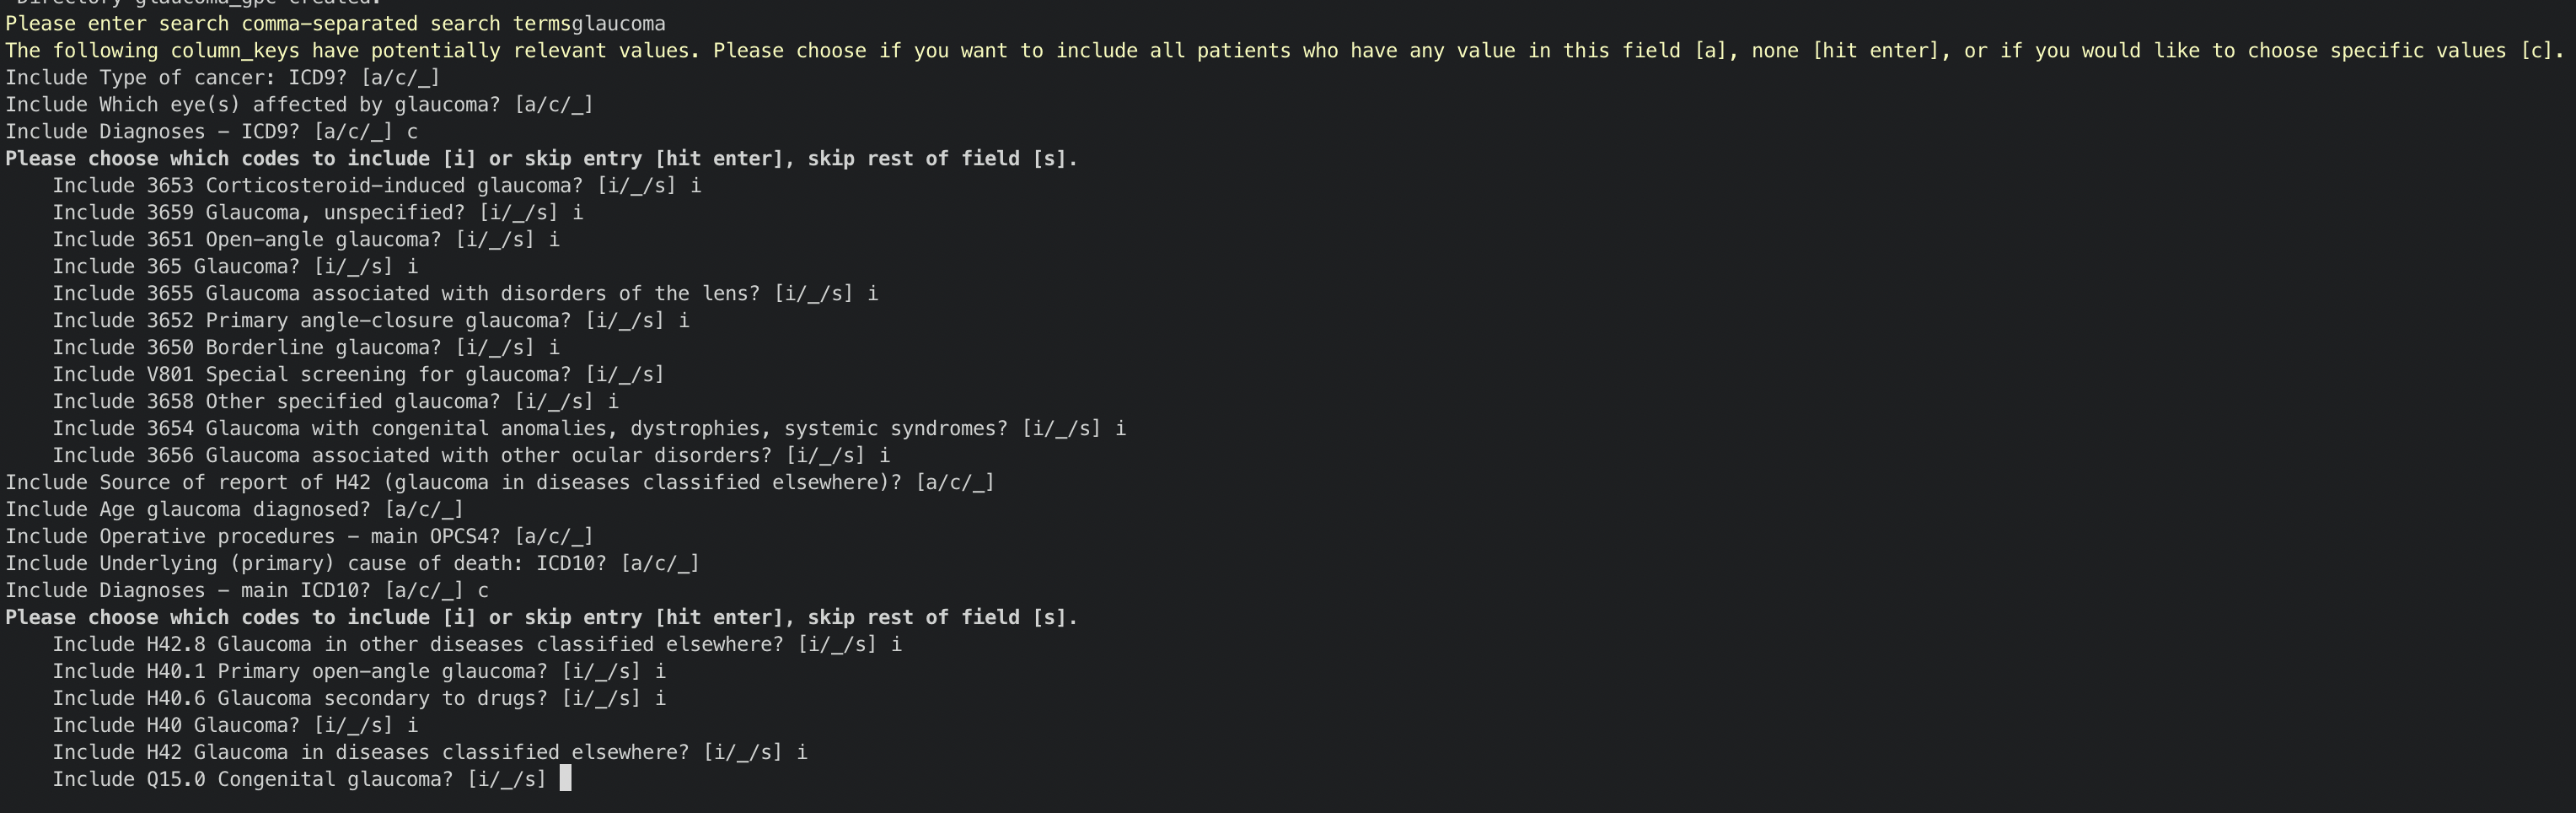 Directory glaucoma_gpc created.
Please enter search comma-separated search termsglaucoma
The following column_keys have potentially relevant values. Please choose if you want to include all patients who have any value in this field [a], none [hit enter], or if you would like to choose specific values [c].
Include Type of cancer: ICD9? [a/c/_]
Include Which eye(s) affected by glaucoma? [a/c/_]
Include Diagnoses – ICD9? [a/c/_] c
Please choose which codes to include [i] or skip entry [hit enter], skip rest of field [s].
Include 3653 Corticosteroid-induced glaucoma? [i/_/s] i
Include 3659 Glaucoma, unspecified? [i/_/s] i
Include 3651 Open-angle glaucoma? [i/_/s] i
Include 365 Glaucoma? [i/_/s] i
Include 3655 Glaucoma associated with disorders of the lens? [i/_/s] i
Include 3652 Primary angle-closure glaucoma? [i/_/s] i
Include 3650 Borderline glaucoma? [i/_/s] i
Include V801 Special screening for glaucoma? [i/_/s]
Include 3658 Other specified glaucoma? [i/_/s] i
Include 3654 Glaucoma with congenital anomalies, dystrophies, systemic syndromes? [i/_/s] i
Include 3656 Glaucoma associated with other ocular disorders? [i/_/s] i
Include Source of report of H42 (glaucoma in diseases classified elsewhere)? [a/c/_]
Include Age glaucoma diagnosed? [a/c/_]
Include Operative procedures – main OPCS4? [a/c/_]
Include Underlying (primary) cause of death: ICD10? [a/c/_]
Include Diagnoses – main ICD10? [a/c/_] c
Please choose which codes to include [i] or skip entry [hit enter], skip rest of field [s].
Include H42.8 Glaucoma in other diseases classified elsewhere? [i/_/s] i
Include H40.1 Primary open-angle glaucoma? [i/_/s] i
Include H40.6 Glaucoma secondary to drugs? [i/_/s] i
Include H40 Glaucoma? [i/_/s] i
Include H42 Glaucoma in diseases classified elsewhere? [i/_/s] i
Include Q15.0 Congenital glaucoma? [i/_/s]